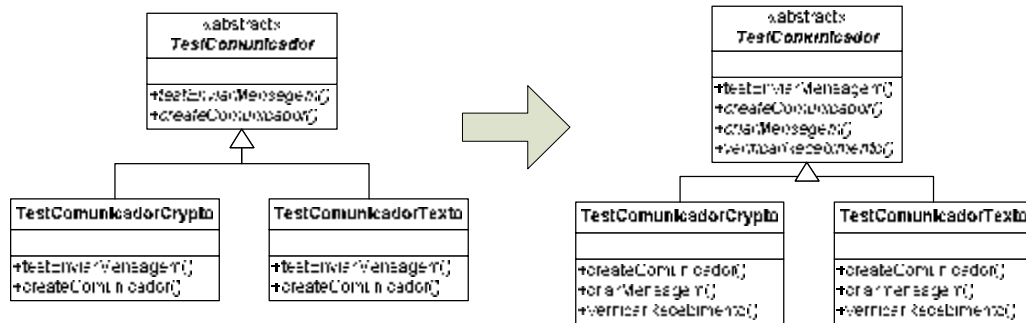 «abstract»
TestComunicador
+testEnviarMensagem()
+createComunicador()
TestComunicadorCrypto
+testEnviarMensagem()
+createComunicador()
TestComunicadorTexto
+testEnviarMensagem()
+createComunicador()
«abstract»
TestComunicador
+testEnviarMensagem()
+createComunicador()
+criarMensagem()
+verificarRecebimento()
TestComunicadorCrypto
+createComunicador()
+criarMensagem()
+verificarRecebimento()
TestComunicadorTexto
+createComunicador()
+criarmensagem()
+verificarRecebimento()